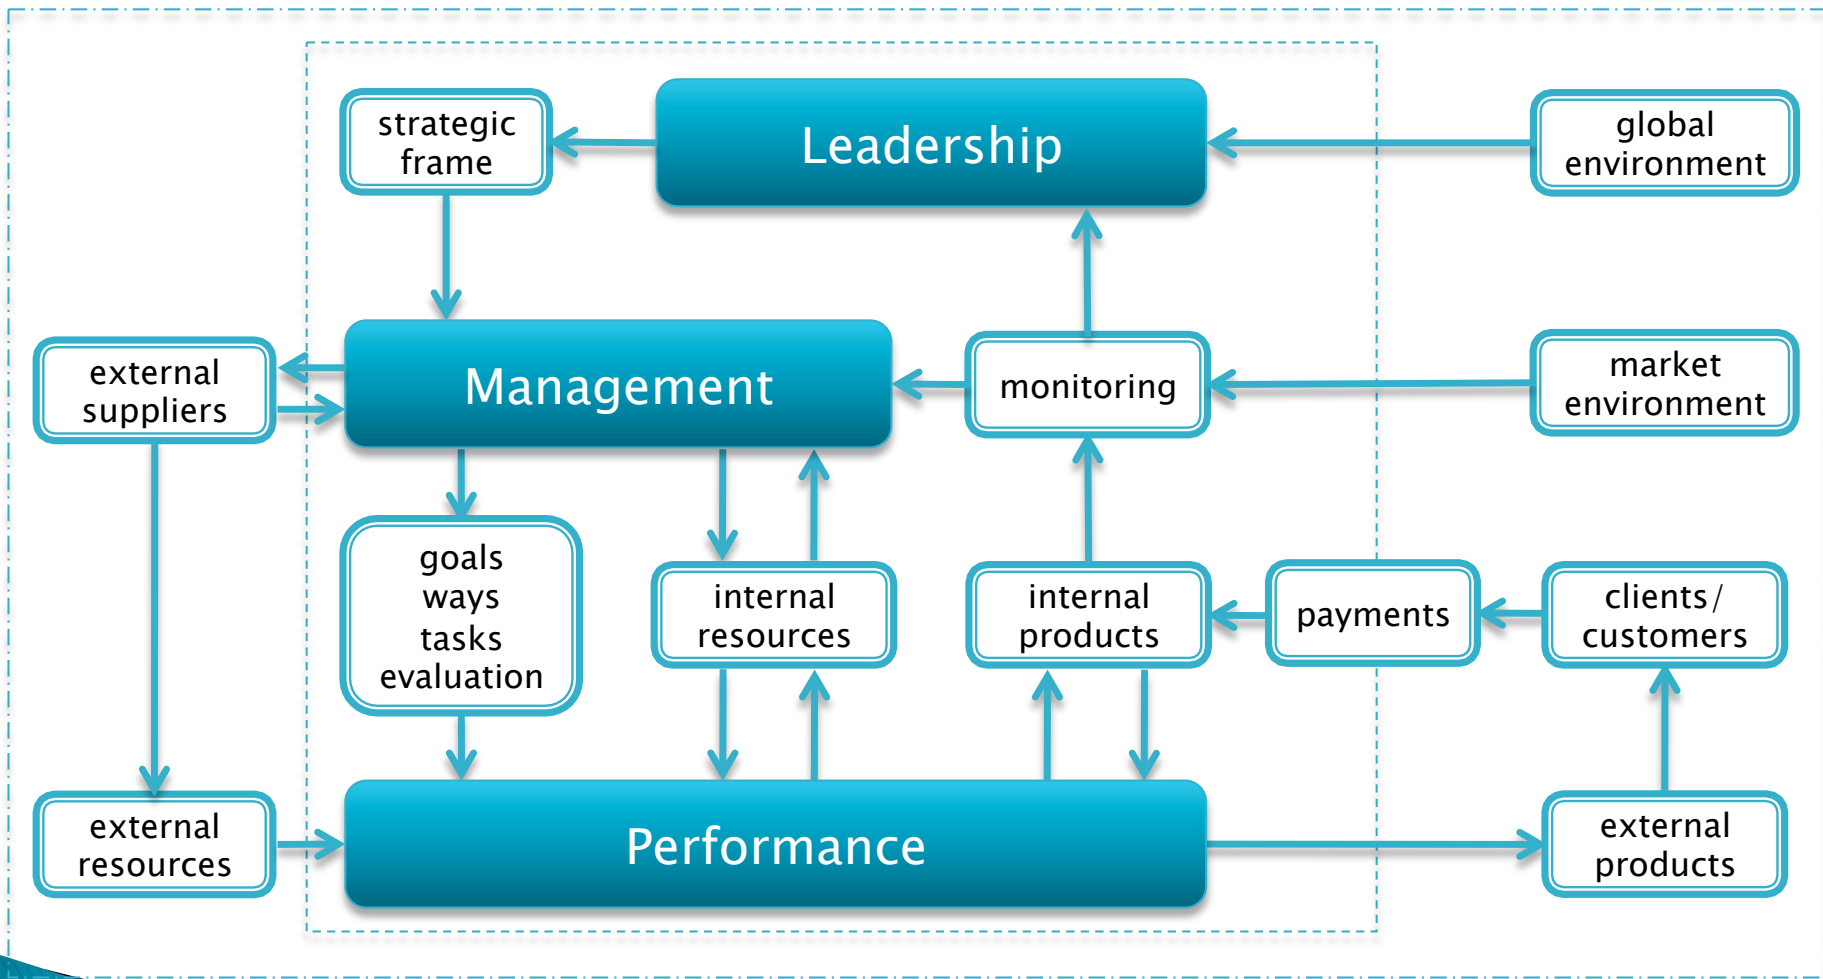 strategic
frame
Leadership
global
environment
external
suppliers
Management
monitoring
market
environment
goals
ways
tasks
evaluation
internal
resources
internal
products
payments
clients/
customers
external
resources
Performance
external
products